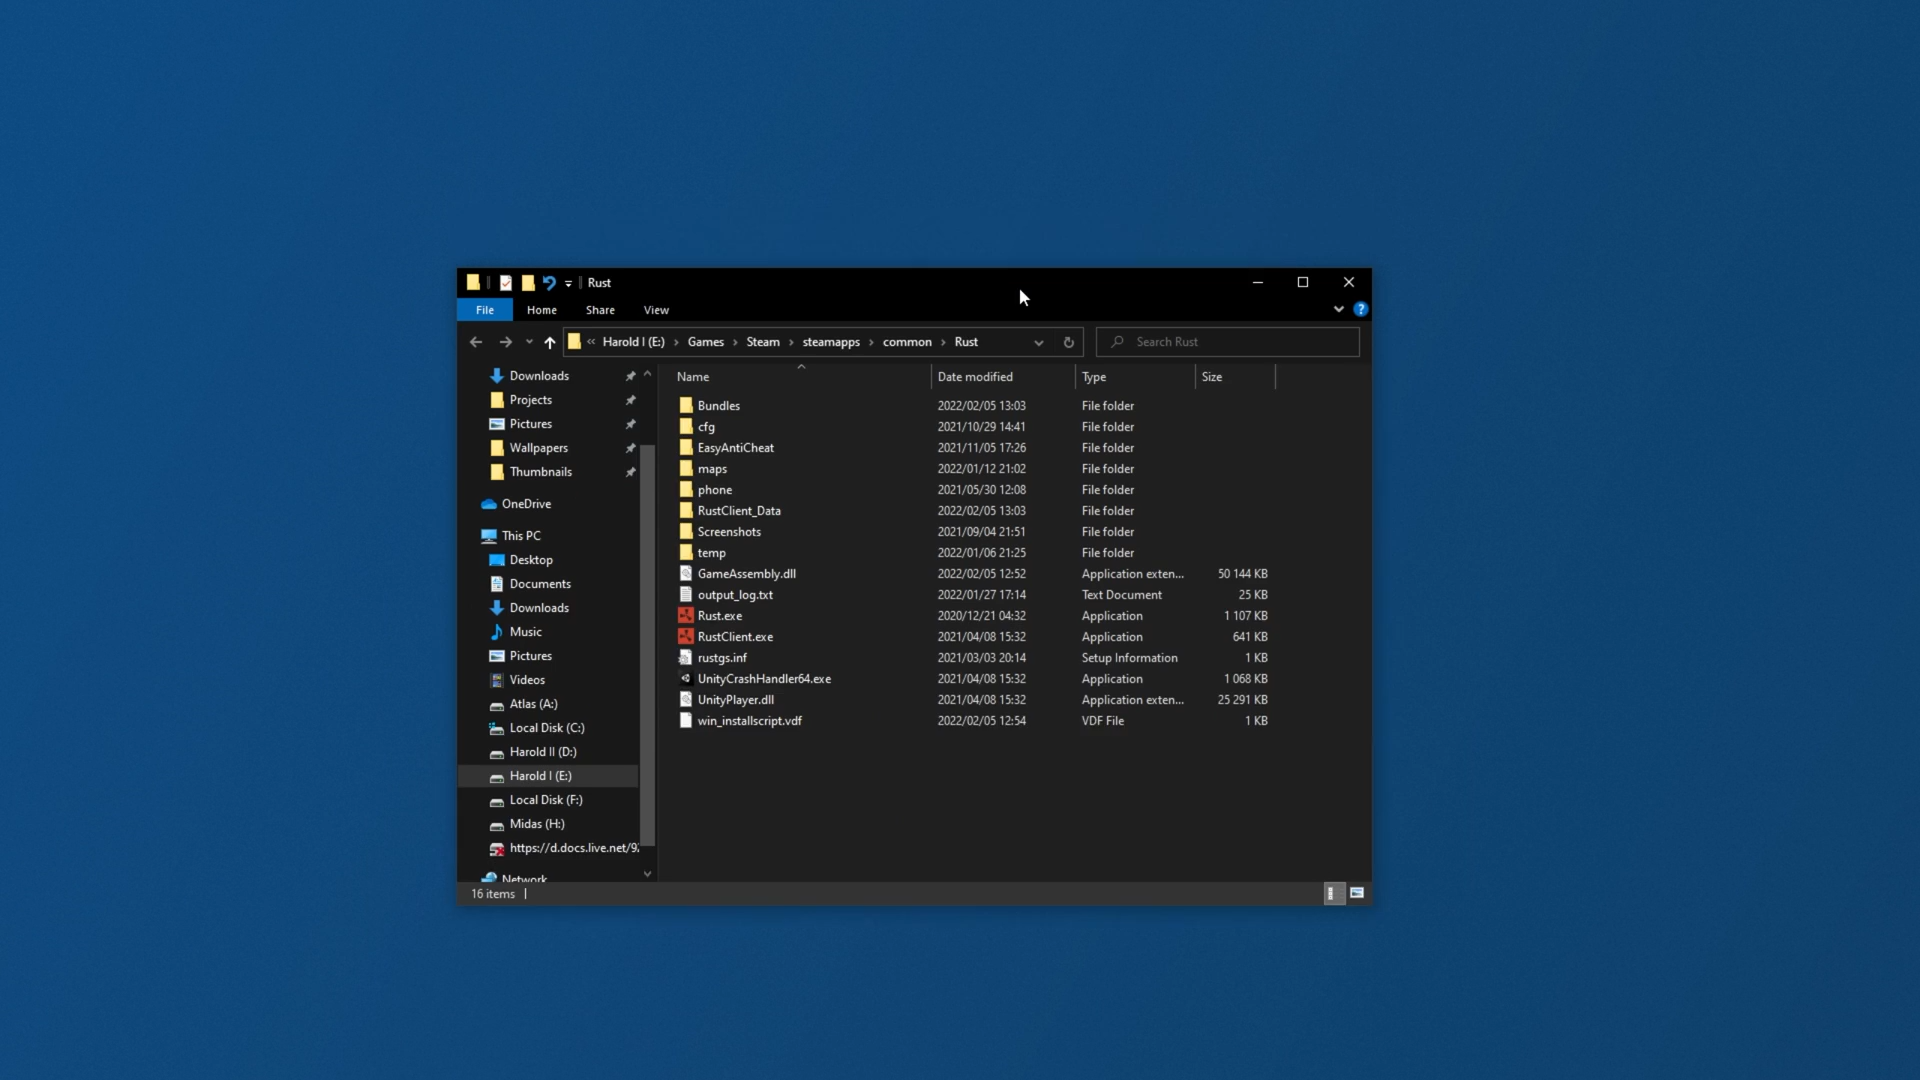 Rust
File Home Share View
« Harold I (E:) › Games › Steam › steamapps › common › Rust
Search Rust
Downloads
Projects
Pictures
Wallpapers
Thumbnails
OneDrive
This PC
Desktop
Documents
Downloads
Music
Pictures
Videos
Atlas (A:)
Local Disk (C:)
Harold II (D:)
Harold I (E:)
Local Disk (F:)
Midas (H:)
https://d.docs.live.net/9
Network
Name Date modified Type Size
Bundles 2022/02/05 13:03 File folder
cfg 2021/10/29 14:41 File folder
EasyAntiCheat 2021/11/05 17:26 File folder
maps 2022/01/12 21:02 File folder
phone 2021/05/30 12:08 File folder
RustClient_Data 2022/02/05 13:03 File folder
Screenshots 2021/09/04 21:51 File folder
temp 2022/01/06 21:25 File folder
GameAssembly.dll 2022/02/05 12:52 Application exten... 50 144 KB
output_log.txt 2022/01/27 17:14 Text Document 25 KB
Rust.exe 2020/12/21 04:32 Application 1 107 KB
RustClient.exe 2021/04/08 15:32 Application 641 KB
rustgs.inf 2021/03/03 20:14 Setup Information 1 KB
UnityCrashHandler64.exe 2021/04/08 15:32 Application 1 068 KB
UnityPlayer.dll 2021/04/08 15:32 Application exten... 25 291 KB
win_installscript.vdf 2022/02/05 12:54 VDF File 1 KB
16 items